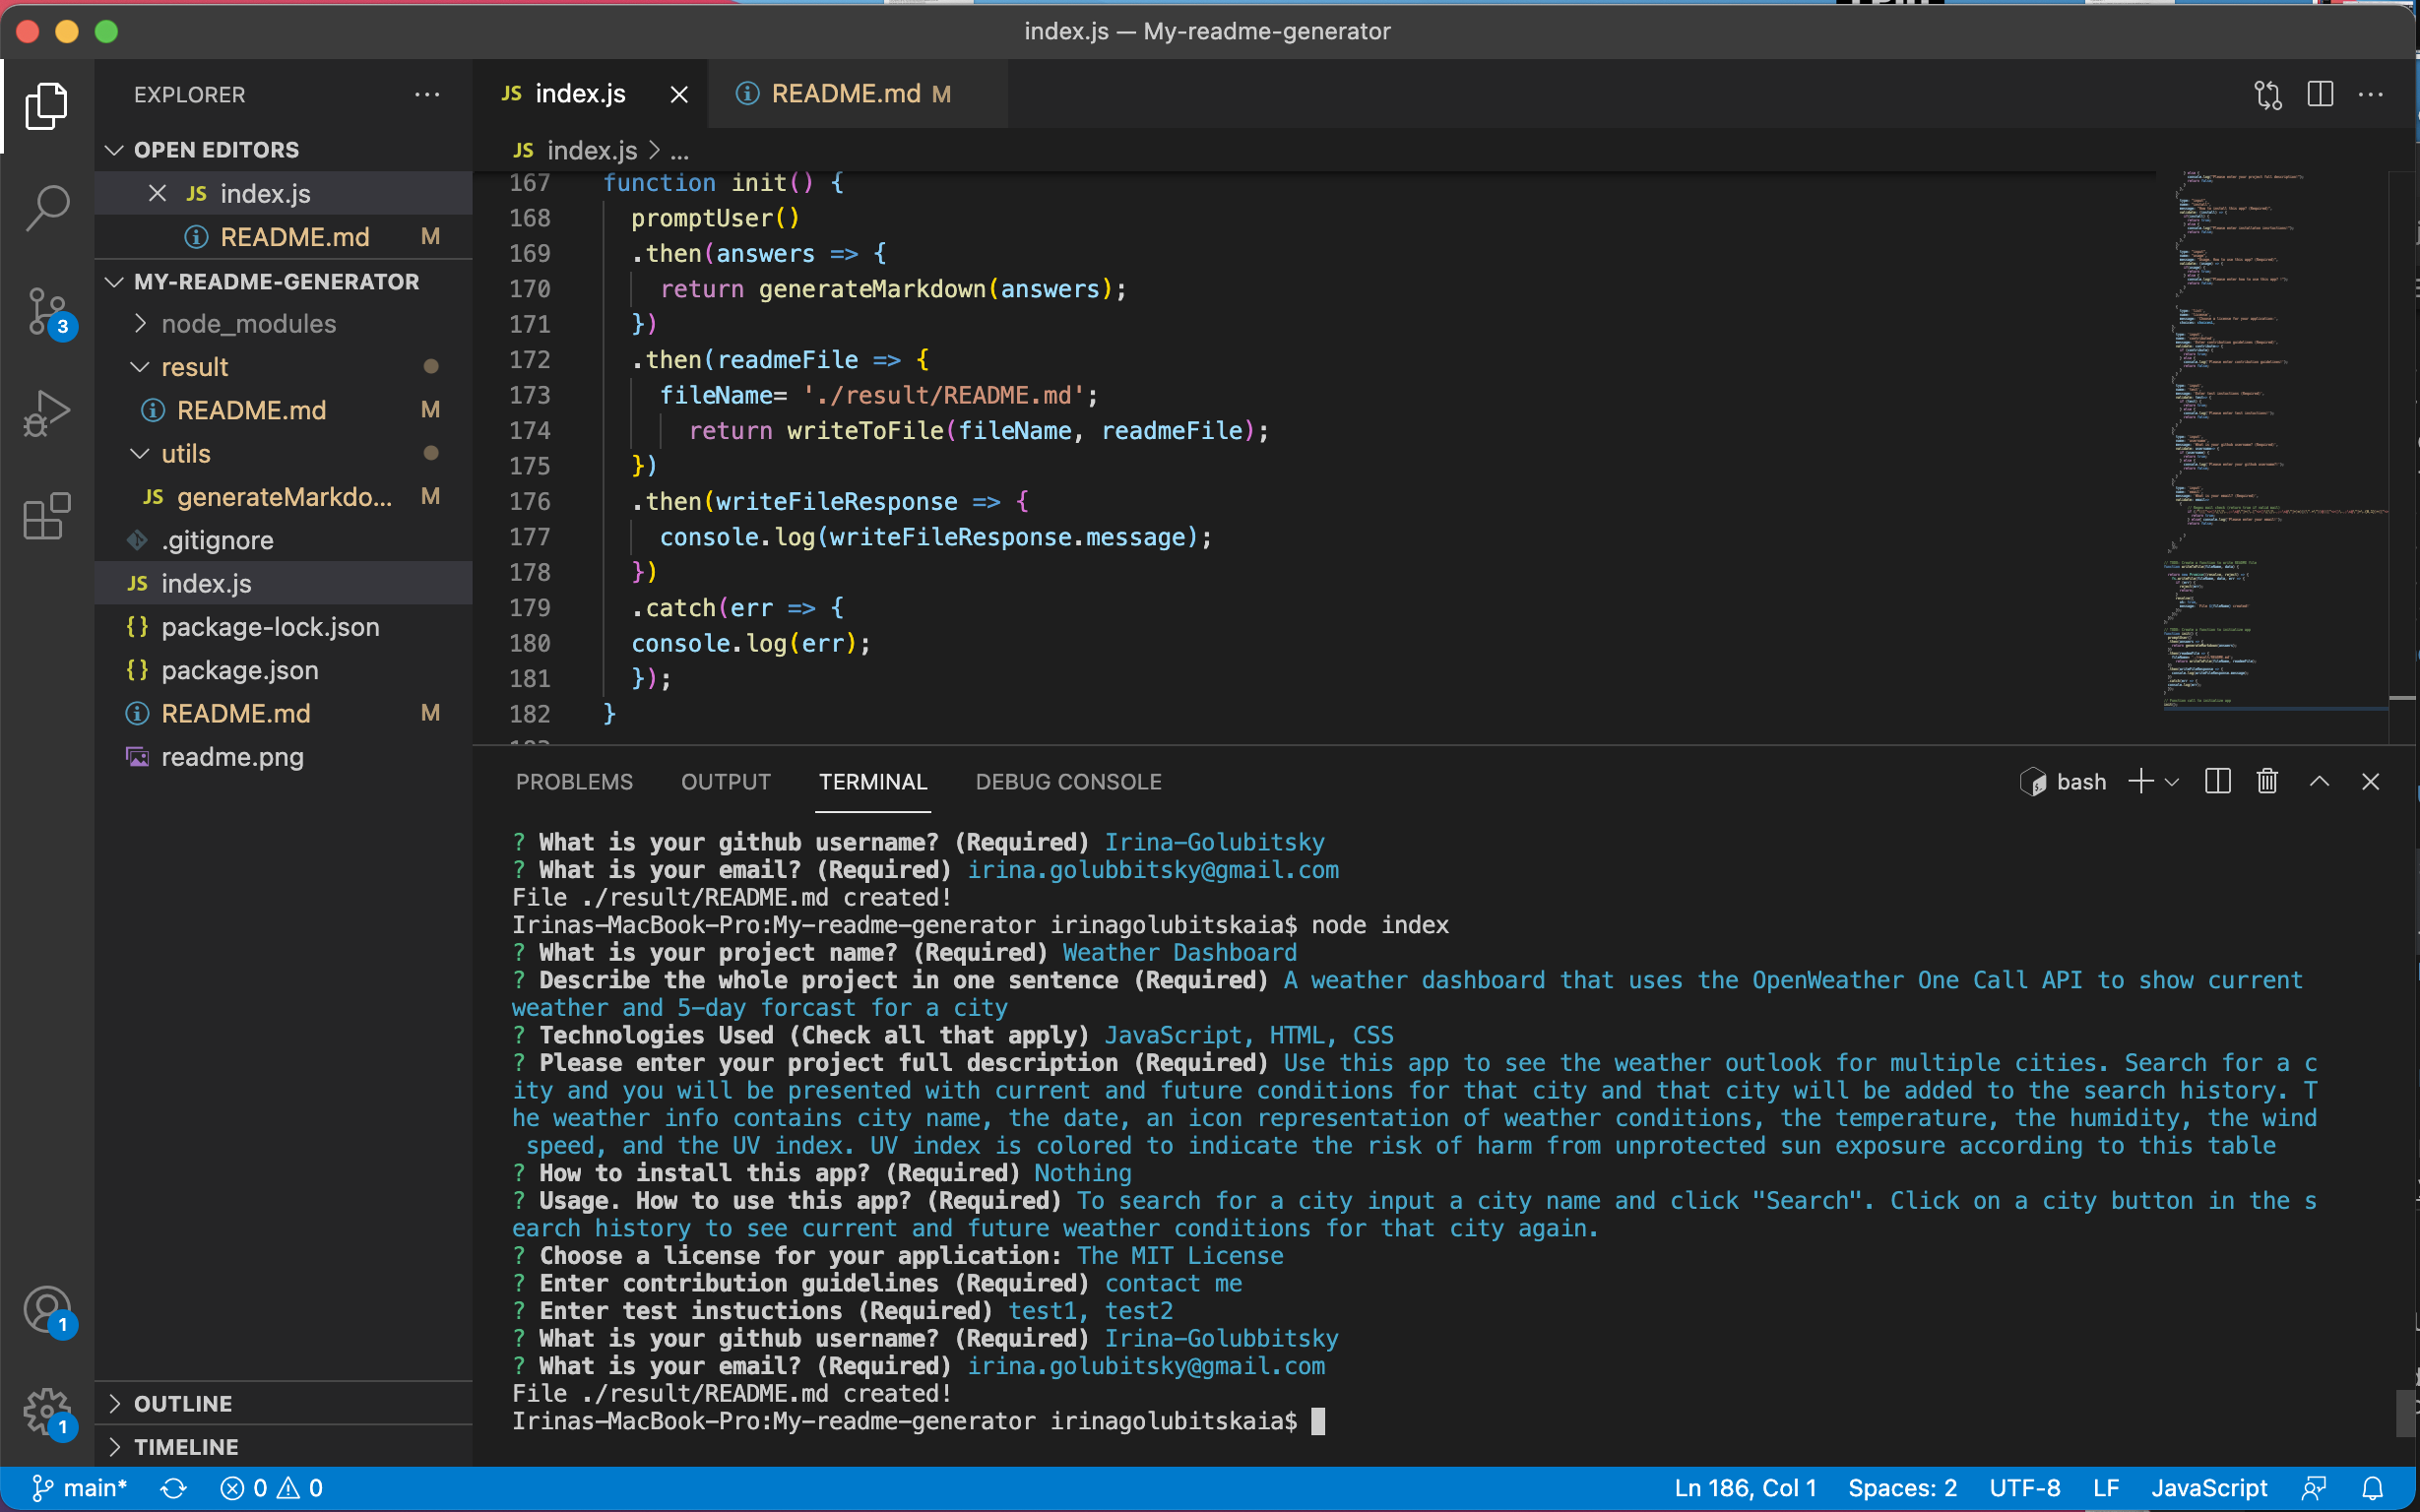 index.js — My-readme-generator
EXPLORER
OPEN EDITORS
JS index.js
README.md M
MY-README-GENERATOR
node_modules
result
README.md M
utils
JS generateMarkdo... M
.gitignore
JS index.js
{} package-lock.json
{} package.json
README.md M
readme.png
OUTLINE
TIMELINE
3
1
1
JS index.js
README.md M
JS index.js > ...
167 function init() {
168 promptUser()
169 .then(answers => {
170 return generateMarkdown(answers);
171 })
172 .then(readmeFile => {
173 fileName= './result/README.md';
174 return writeToFile(fileName, readmeFile);
175 })
176 .then(writeFileResponse => {
177 console.log(writeFileResponse.message);
178 })
179 .catch(err => {
180 console.log(err);
181 });
182 }
PROBLEMS OUTPUT TERMINAL DEBUG CONSOLE
bash
? What is your github username? (Required) Irina-Golubitsky
? What is your email? (Required) irina.golubbitsky@gmail.com
File ./result/README.md created!
Irinas-MacBook-Pro:My-readme-generator irinagolubitskaia$ node index
? What is your project name? (Required) Weather Dashboard
? Describe the whole project in one sentence (Required) A weather dashboard that uses the OpenWeather One Call API to show current
weather and 5-day forcast for a city
? Technologies Used (Check all that apply) JavaScript, HTML, CSS
? Please enter your project full description (Required) Use this app to see the weather outlook for multiple cities. Search for a c
ity and you will be presented with current and future conditions for that city and that city will be added to the search history. T
he weather info contains city name, the date, an icon representation of weather conditions, the temperature, the humidity, the wind
speed, and the UV index. UV index is colored to indicate the risk of harm from unprotected sun exposure according to this table
? How to install this app? (Required) Nothing
? Usage. How to use this app? (Required) To search for a city input a city name and click "Search". Click on a city button in the s
earch history to see current and future weather conditions for that city again.
? Choose a license for your application: The MIT License
? Enter contribution guidelines (Required) contact me
? Enter test instuctions (Required) test1, test2
? What is your github username? (Required) Irina-Golubbitsky
? What is your email? (Required) irina.golubitsky@gmail.com
File ./result/README.md created!
Irinas-MacBook-Pro:My-readme-generator irinagolubitskaia$
main* 0 0
Ln 186, Col 1 Spaces: 2 UTF-8 LF JavaScript